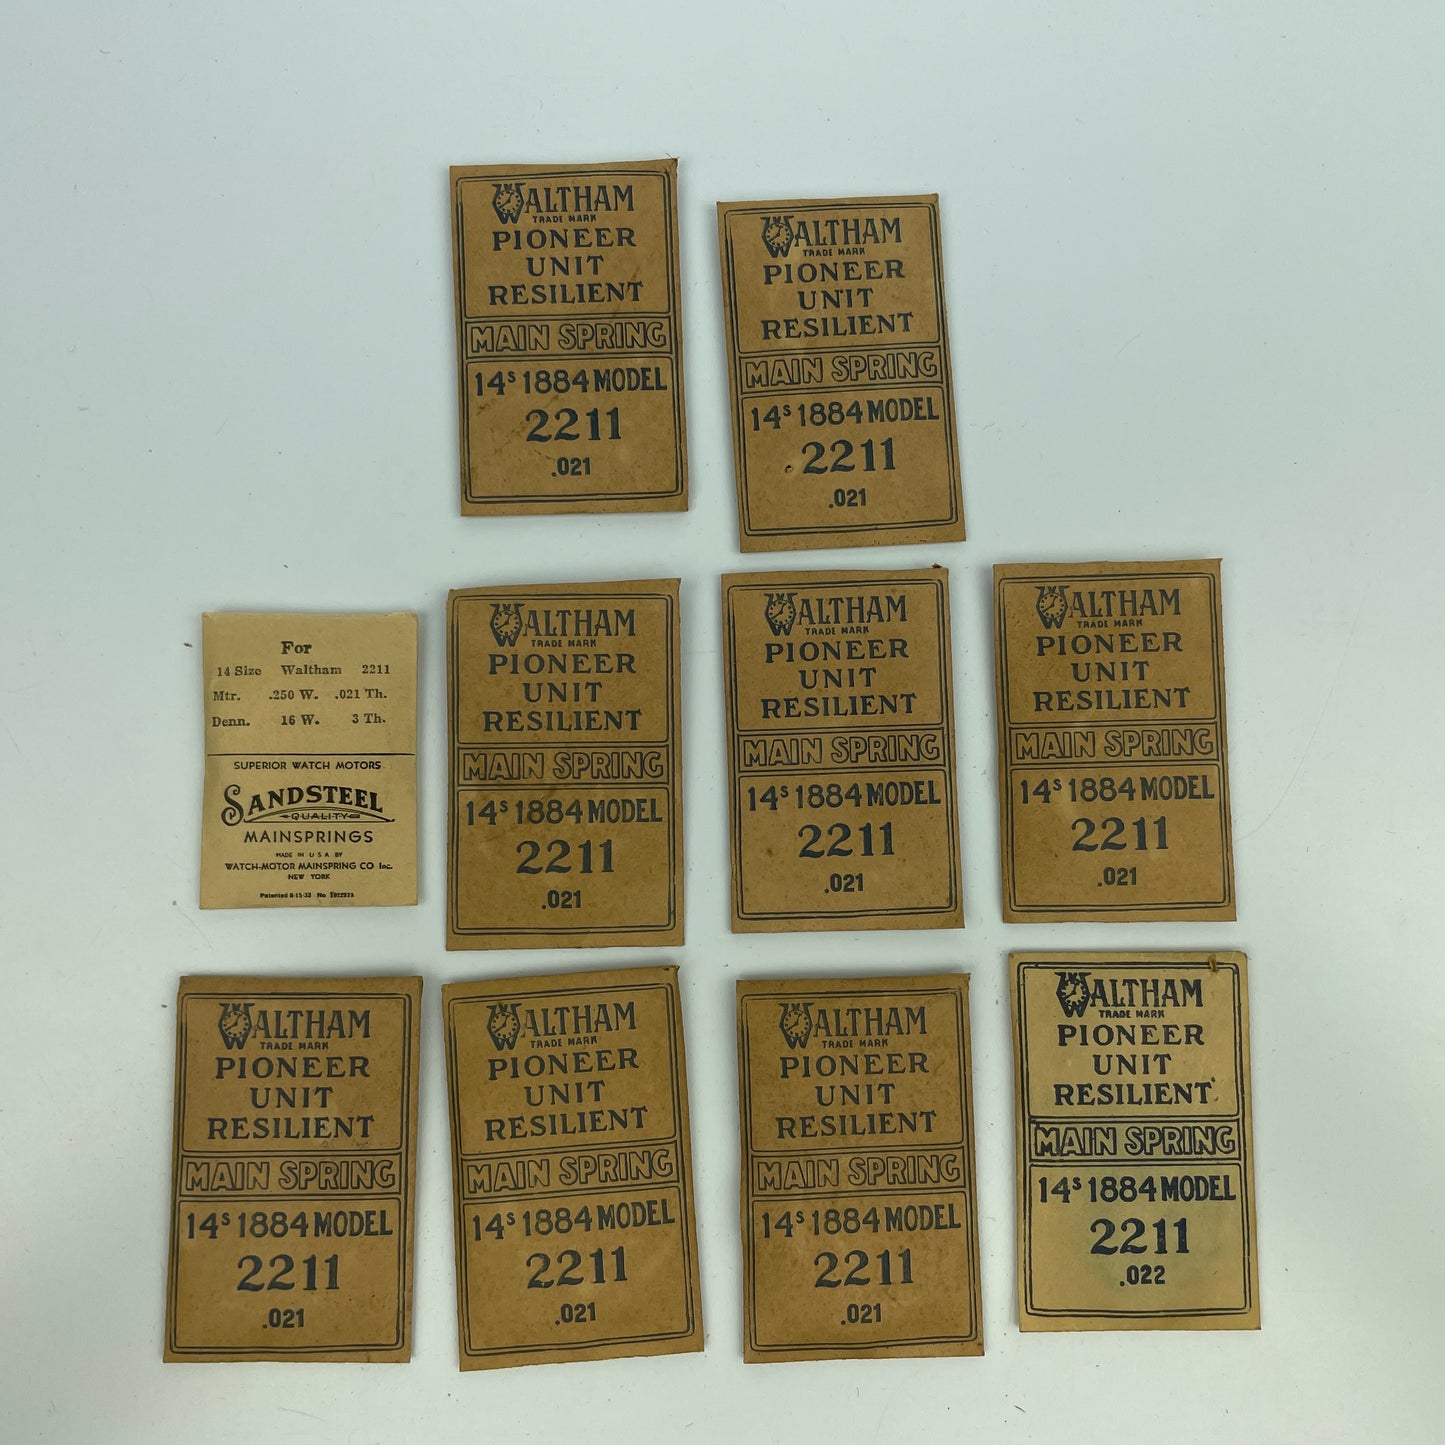 WALTHAM
TRADE MARK
PIONEER
UNIT
RESILIENT
MAIN SPRING
14s 1884 MODEL
2211
.021
WALTHAM
TRADE MARK
PIONEER
UNIT
RESILIENT
MAIN SPRING
14s 1884 MODEL
2211
.021
For
14 Size Waltham 2211
Mtr. .250 W. .021 Th.
Denn. 16 W. 3 Th.
SUPERIOR WATCH MOTORS
SANDSTEEL
QUALITY
MAINSPRINGS
MADE IN U S A BY
WATCH-MOTOR MAINSPRING CO Inc.
NEW YORK
Patented 8-15-33 No
WALTHAM
TRADE MARK
PIONEER
UNIT
RESILIENT
MAIN SPRING
14s 1884 MODEL
2211
.021
WALTHAM
TRADE MARK
PIONEER
UNIT
RESILIENT
MAIN SPRING
14s 1884 MODEL
2211
.021
WALTHAM
TRADE MARK
PIONEER
UNIT
RESILIENT
MAIN SPRING
14s 1884 MODEL
2211
.021
WALTHAM
TRADE MARK
PIONEER
UNIT
RESILIENT
MAIN SPRING
14s 1884 MODEL
2211
.021
WALTHAM
TRADE MARK
PIONEER
UNIT
RESILIENT
MAIN SPRING
14s 1884 MODEL
2211
.021
WALTHAM
TRADE MARK
PIONEER
UNIT
RESILIENT
MAIN SPRING
14s 1884 MODEL
2211
.021
WALTHAM
TRADE MARK
PIONEER
UNIT
RESILIENT
MAIN SPRING
14s 1884 MODEL
2211
.022